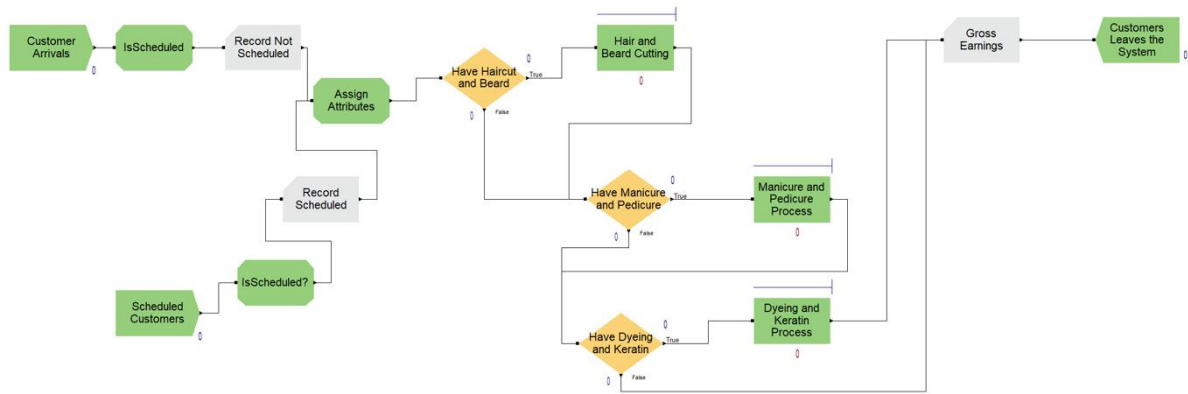 Customer
Arrivals
0
IsScheduled
Record Not
Scheduled
Assign
Attributes
Have Haircut
and Beard
0
True
0
False
Hair and
Beard Cutting
0
Gross
Earnings
Customers
Leaves the
System
0
Record
Scheduled
IsScheduled?
Scheduled
Customers
0
Have Manicure
and Pedicure
0
True
0
False
Manicure and
Pedicure
Process
0
Have Dyeing
and Keratin
0
True
0
False
Dyeing and
Keratin
Process
0